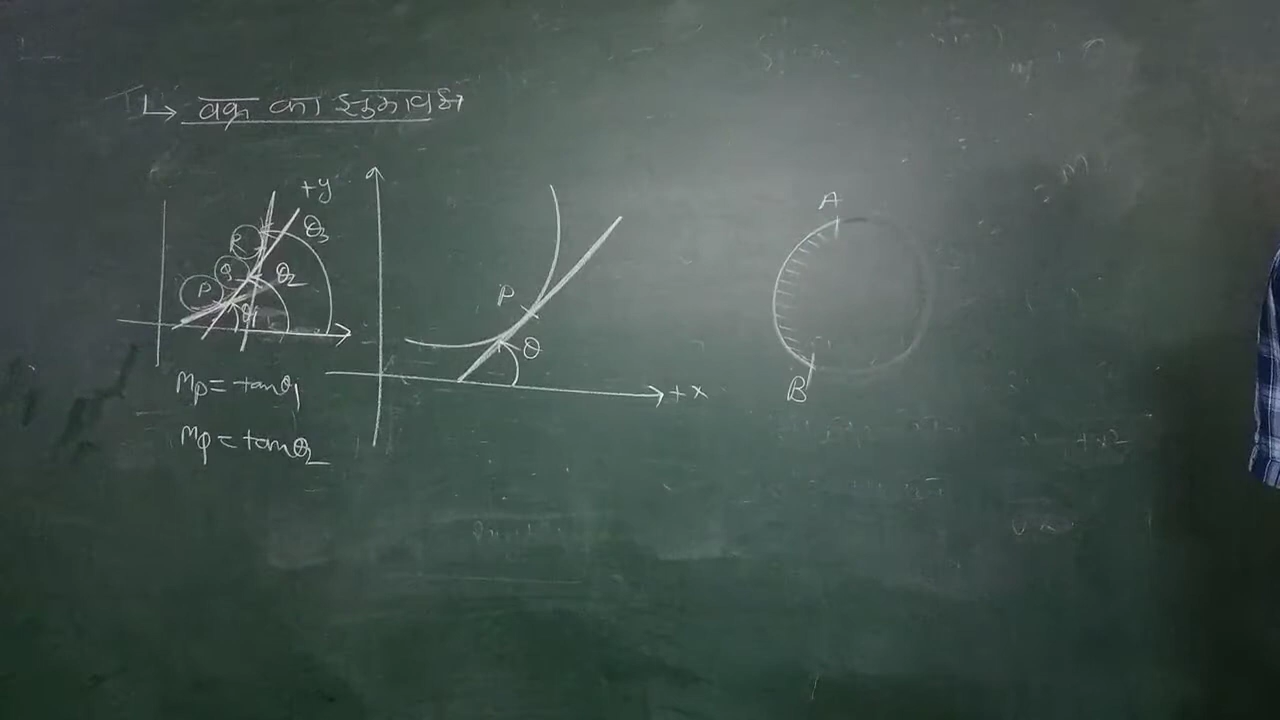 वक्र का
+y
R
θ3
Q
θ2
P
θ1
Mp = tanθ1
MQ = tanθ2
P
θ
+x
A
B